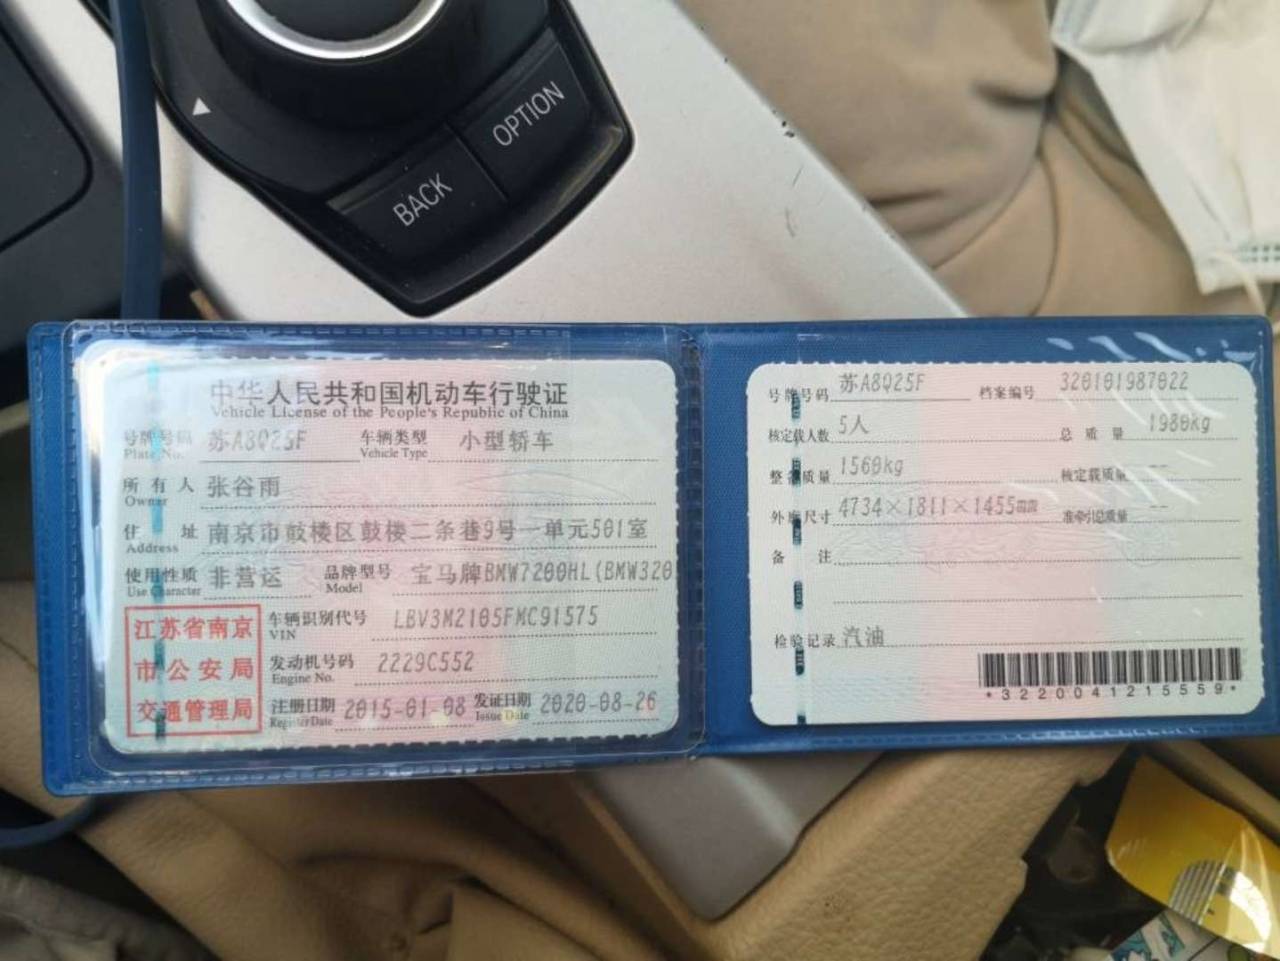 BACK
OPTION
中华人民共和国机动车行驶证
Vehicle License of the People's Republic of China
号牌号码 苏A8Q25F 车辆类型 小型轿车
Plate No. Vehicle Type
所有人 张谷雨
Owner
住址 南京市鼓楼区鼓楼二条巷9号一单元501室
Address
使用性质 非营运 品牌型号 宝马牌BMW7200HL(BMW320
Use Character Model
江苏省南京
市公安局
交通管理局
车辆识别代号 LBV3M2105FMC91575
VIN
发动机号码 2229C552
Engine No.
注册日期 2015-01-08 发证日期 2020-08-26
Register Date Issue Date
号牌号码 苏A8Q25F 档案编号 320101987022
核定载人数 5人 总质量 1980kg
整备质量 1560kg 核定载质量 --
外廓尺寸 4734×1811×1455 准牵引总质量 --
备注
检验记录 汽油
*3220041215559*